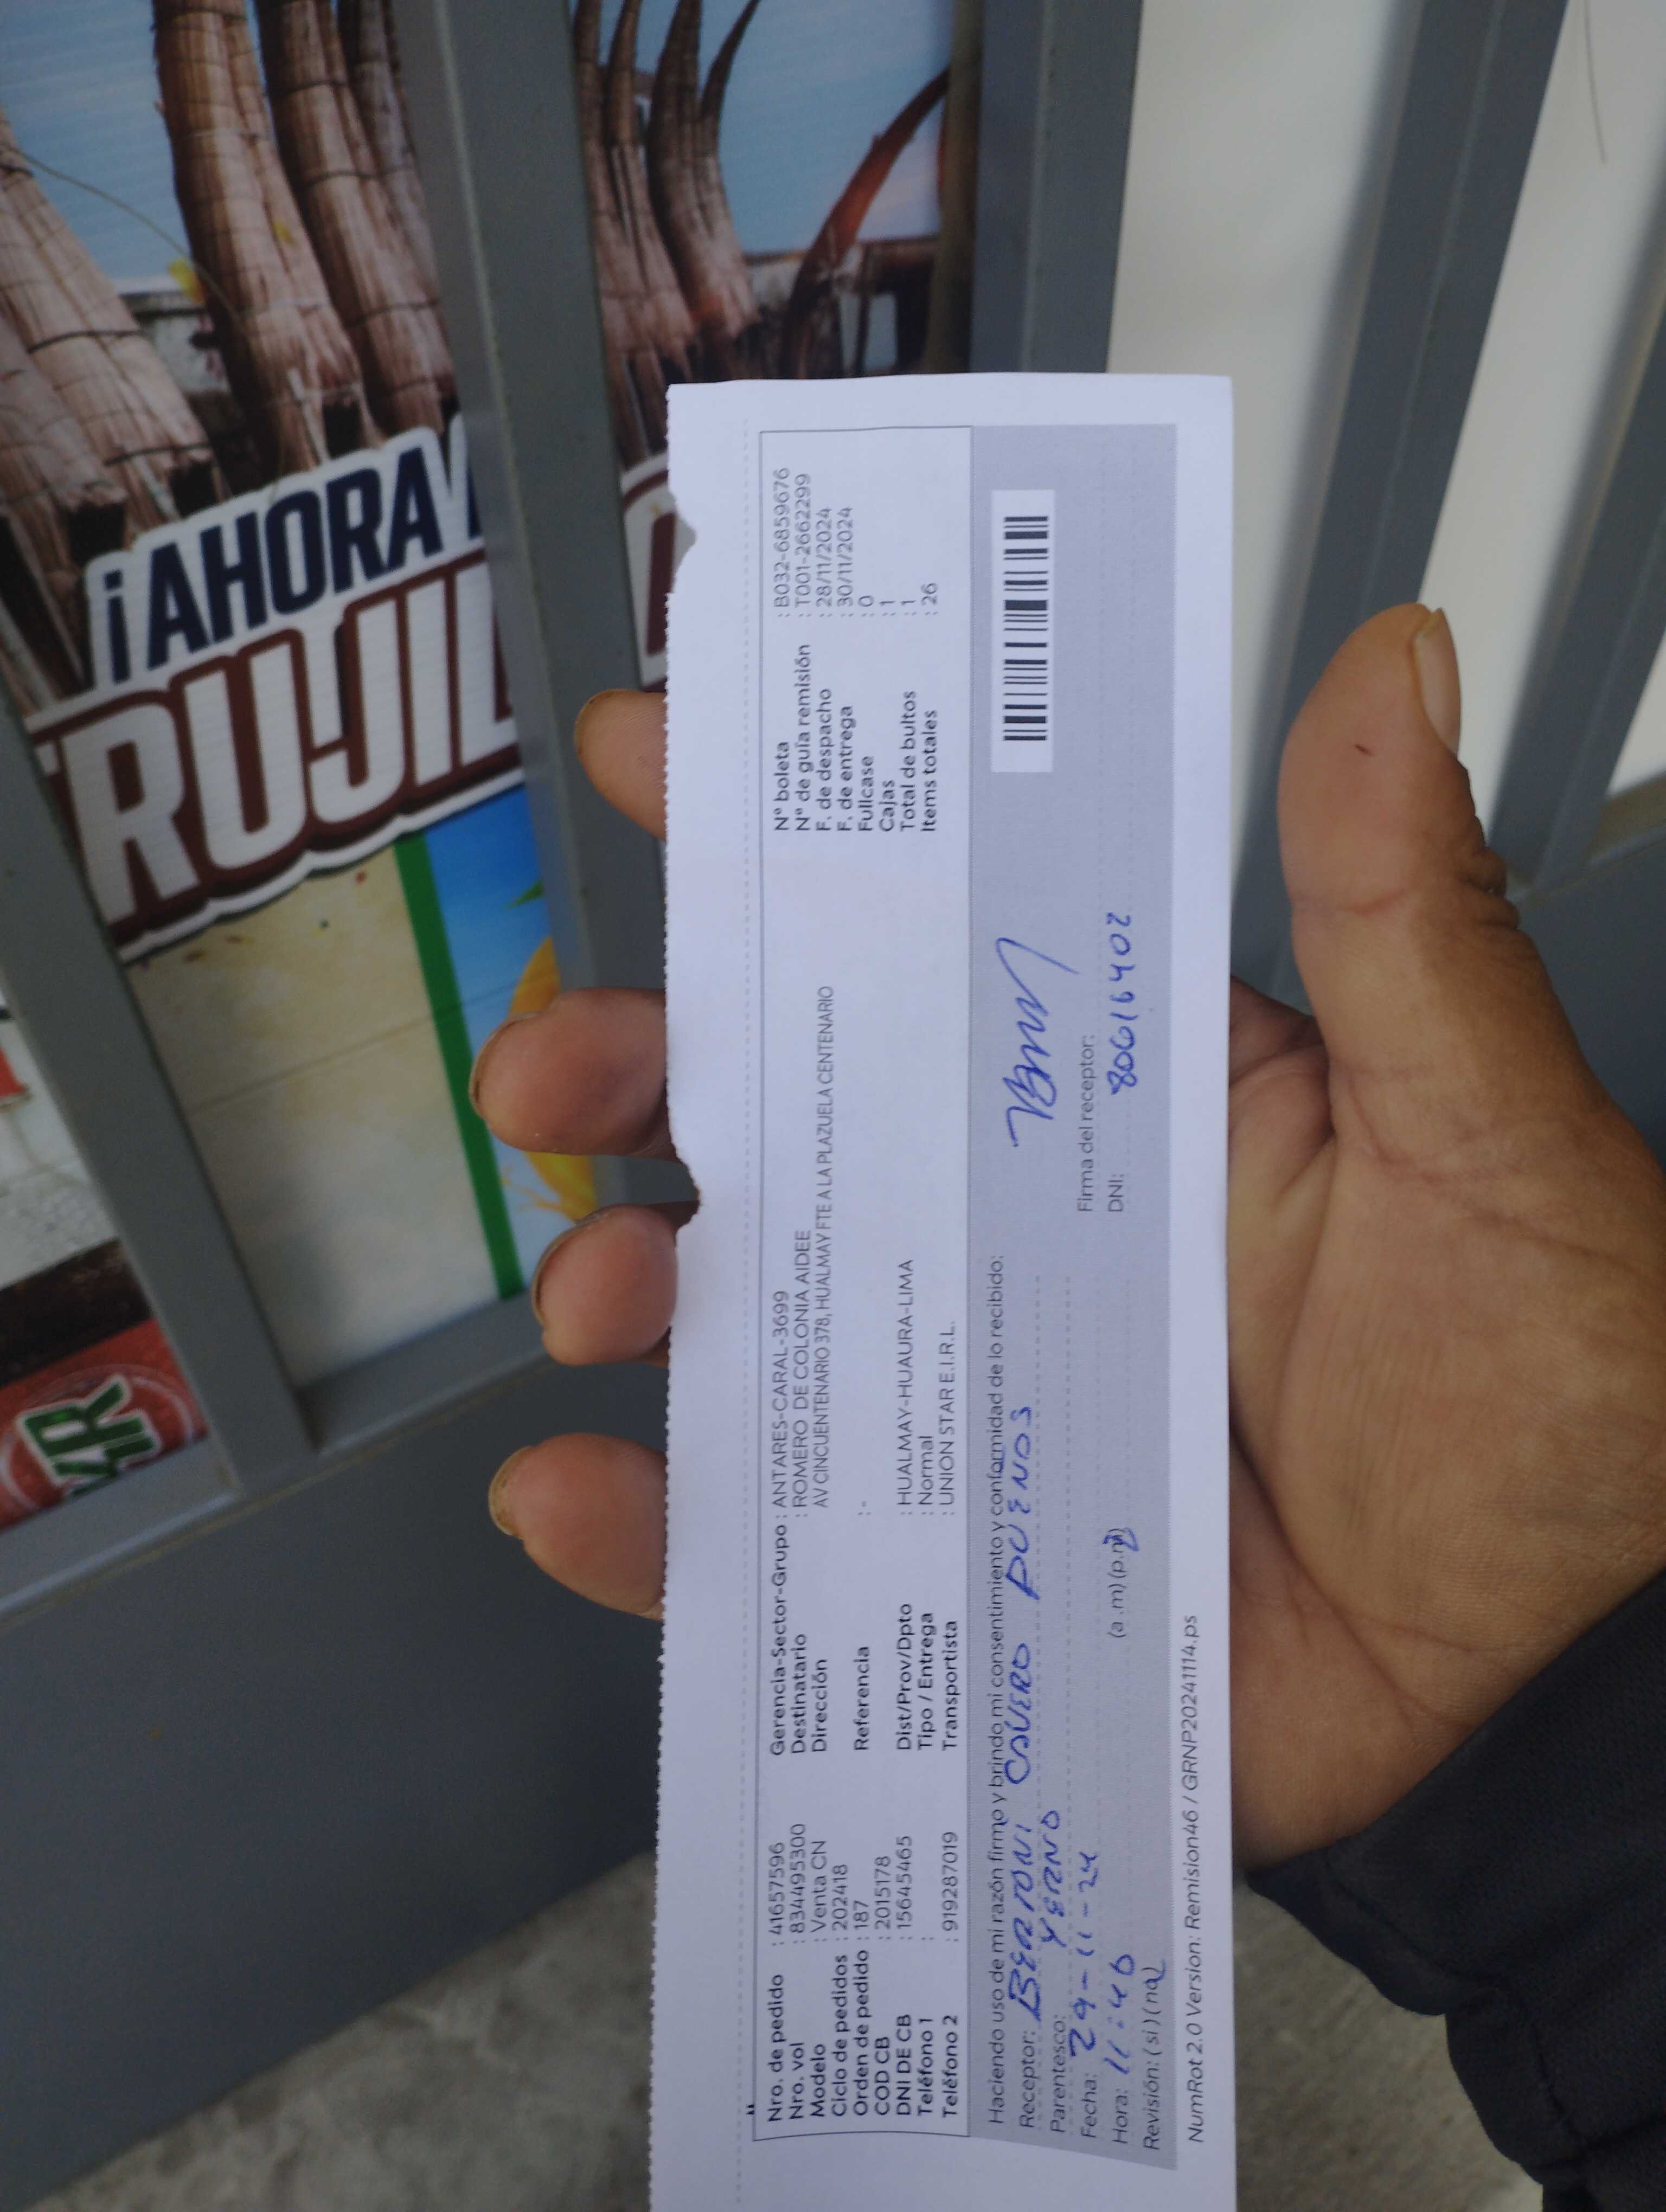 ¡AHORA
TRUJIL
Nro. de pedido : 41657596
Nro. vol : 834495300
Modelo : Venta CN
Ciclo de pedidos : 202418
Orden de pedido : 187
COD CB : 2015178
DNI DE CB : 15645465
Teléfono 1 :
Teléfono 2 : 919287019
Gerencia-Sector-Grupo : ANTARES-CARAL-3699
Destinatario : ROMERO DE COLONIA AIDEE
Dirección AV CINCUENTENARIO 378, HUALMAY FTE A LA PLAZUELA CENTENARIO
Referencia : -
Dist/Prov/Dpto : HUALMAY-HUAURA-LIMA
Tipo / Entrega : Normal
Transportista : UNION STAR E.I.R.L.
N° boleta : B032-6859676
N° de guía remisión : T001-2662299
F. de despacho : 28/11/2024
F. de entrega : 30/11/2024
Fullcase : 0
Cajas : 1
Total de bultos : 1
Items totales : 26
Haciendo uso de mi razón firmo y brindo mi consentimiento y conformidad de lo recibido:
Receptor: CAVERO
Parentesco: YERNO
Fecha: 29-11-24
Hora: 11:46 (a.m) (p.m)
Revisión: ( si ) ( no )
Firma del receptor:
DNI: 80616402
NumRot 2.0 Version: Remision46 / GRNP20241114.ps